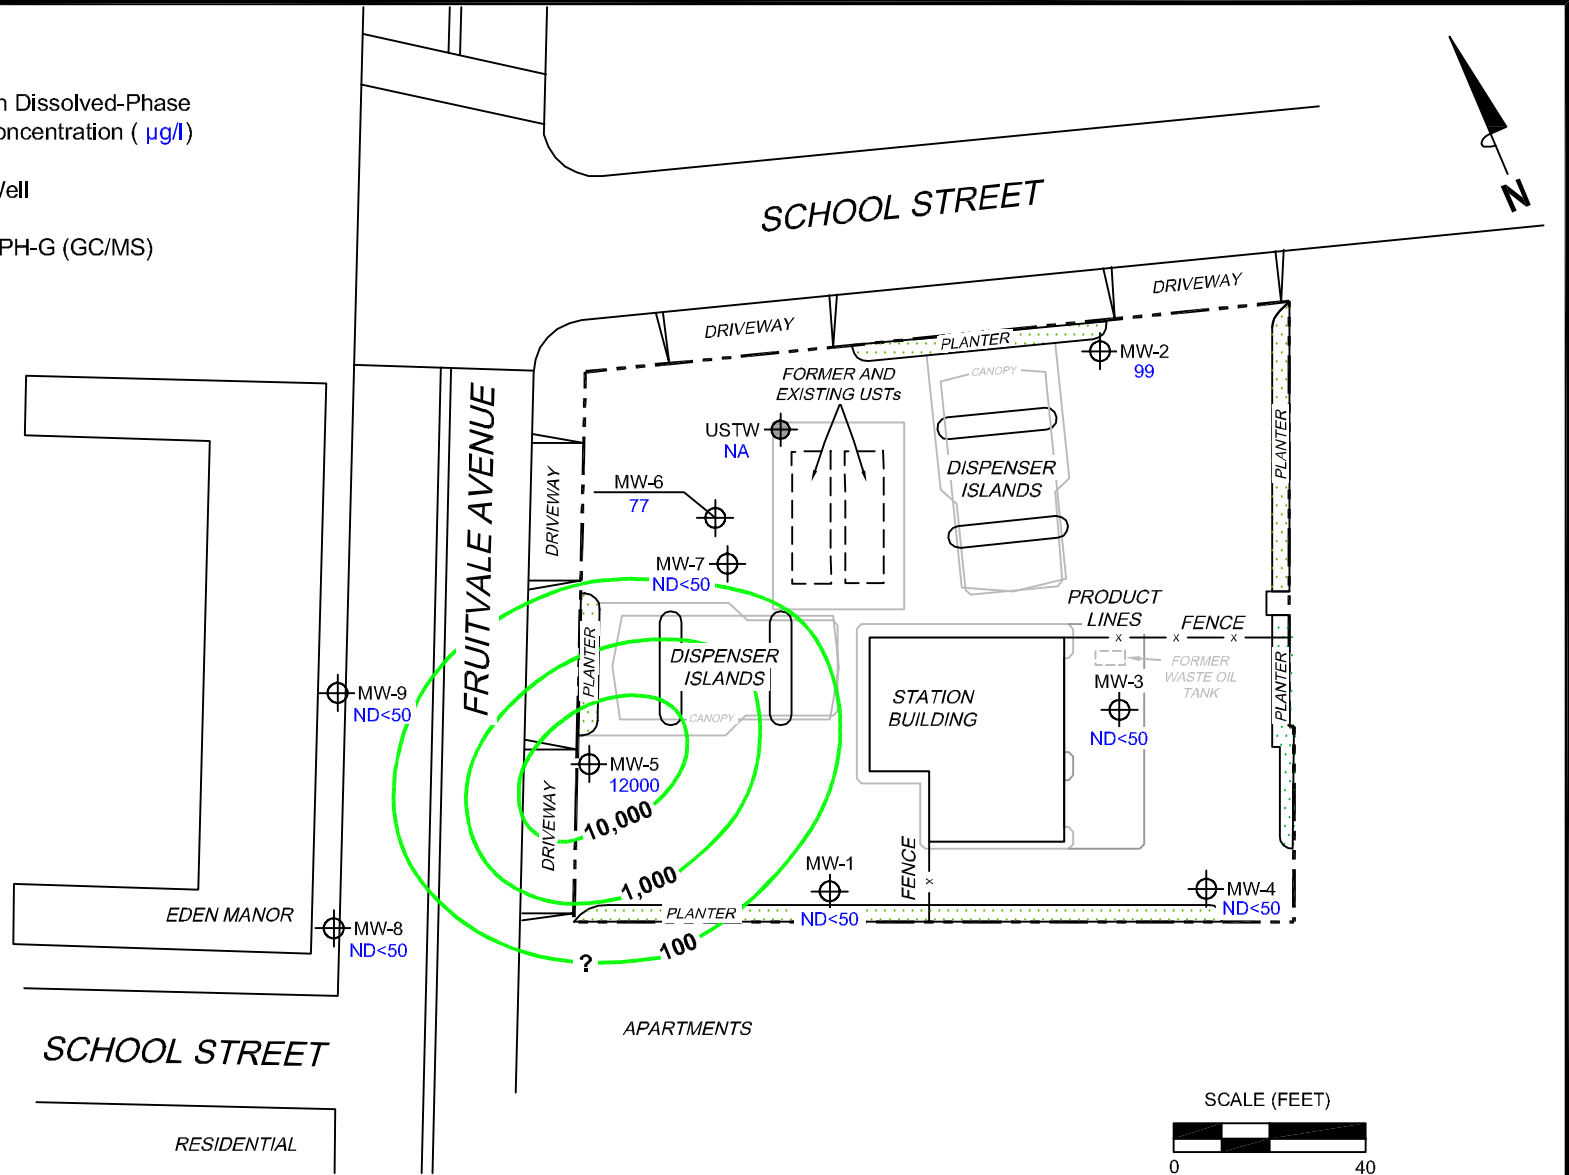 Dissolved-Phase
( µg/l)
(GC/MS)
N
SCHOOL STREET
DRIVEWAY
DRIVEWAY
PLANTER
MW-2
99
CANOPY
FORMER AND
EXISTING USTs
USTW
NA
FRUITVALE AVENUE
DRIVEWAY
DISPENSER
ISLANDS
PLANTER
MW-6
77
MW-7
ND<50
PRODUCT
LINES
x
x
x
FENCE
PLANTER
DISPENSER
ISLANDS
CANOPY
FORMER
WASTE OIL
TANK
PLANTER
MW-3
ND<50
STATION
BUILDING
MW-9
ND<50
MW-5
12000
10,000
DRIVEWAY
1,000
MW-1
ND<50
FENCE
x
MW-4
ND<50
PLANTER
100
?
EDEN MANOR
MW-8
ND<50
APARTMENTS
SCHOOL STREET
RESIDENTIAL
SCALE (FEET)
0
40